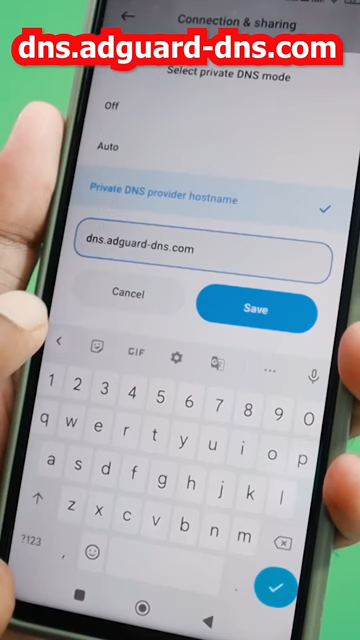 Connection & sharing
dns.adguard-dns.com
Select private DNS mode
Off
Auto
Private DNS provider hostname
dns.adguard-dns.com
Cancel
Save
GIF
1 2 3 4 5 6 7 8 9 0
q w e r t y u i o p
a s d f g h j k l
z x c v b n m
?123 , .